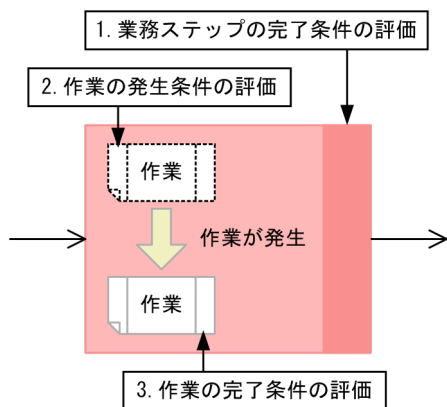 1.業務ステップの完了条件の評価
2.作業の発生条件の評価
作業
作業が発生
作業
3.作業の完了条件の評価